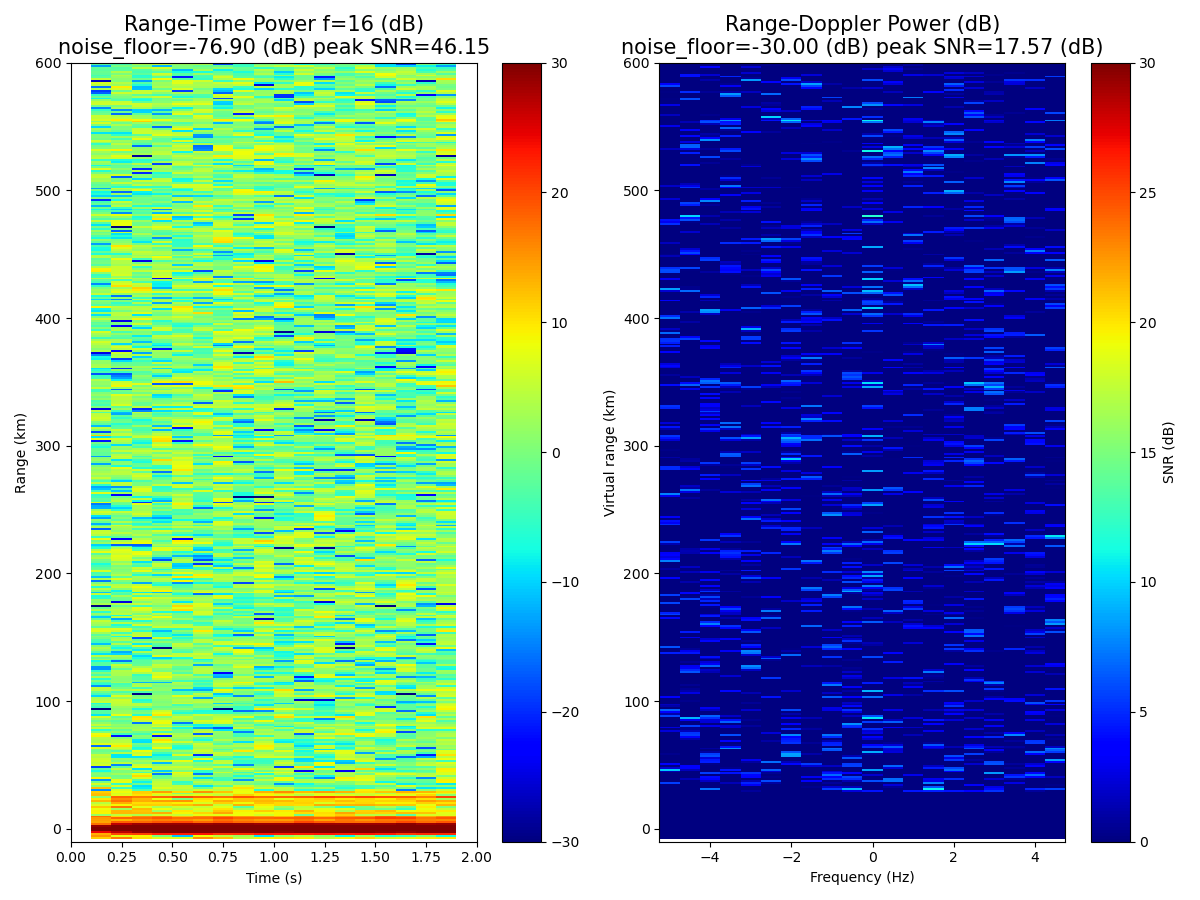 Range-Time Power f=16 (dB)
noise_floor=-76.90 (dB) peak SNR=46.15
600
500
400
300
200
100
0
Range (km)
0.00 0.25 0.50 0.75 1.00 1.25 1.50 1.75 2.00
Time (s)
30
20
10
0
−10
−20
−30
Range-Doppler Power (dB)
noise_floor=-30.00 (dB) peak SNR=17.57 (dB)
600
500
400
300
200
100
0
Virtual range (km)
−4 −2 0 2 4
Frequency (Hz)
30
25
20
15
10
5
0
SNR (dB)